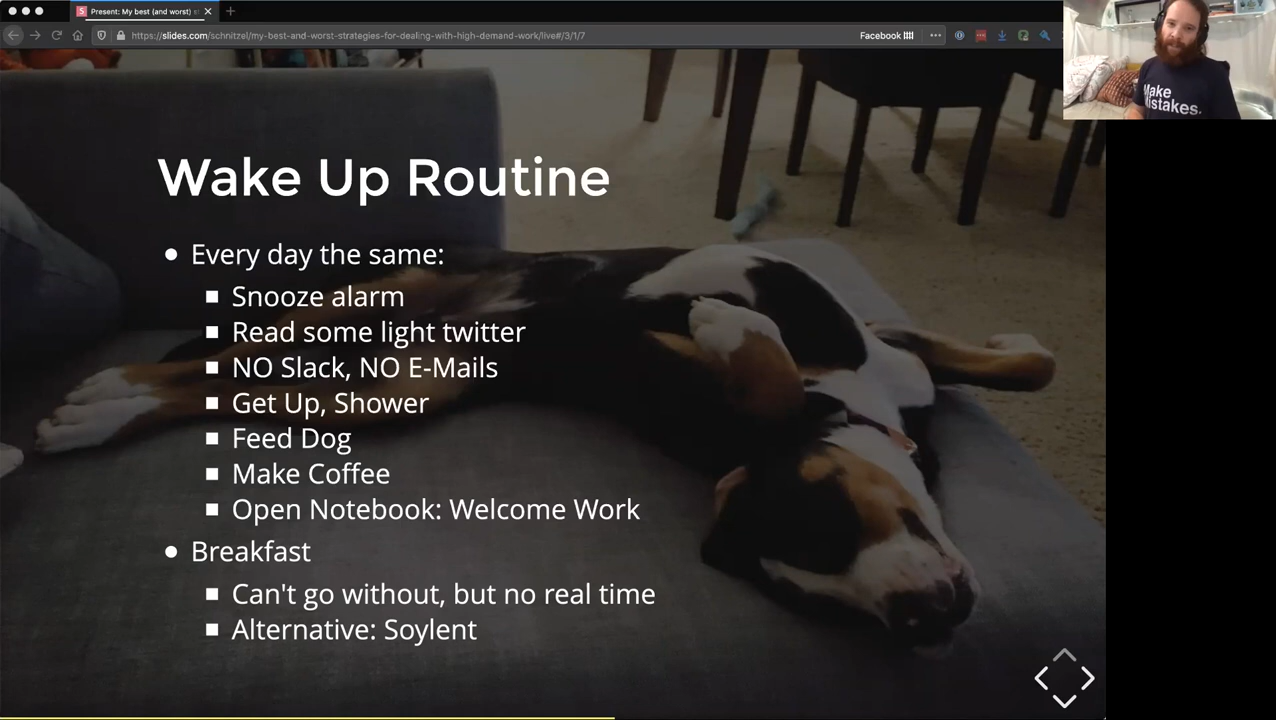 Present: My best (and worst)
https://slides.com/schnitzel/my-best-and-worst-strategies-for-dealing-with-high-demand-work/live#/3/1/7
Facebook
Make
Mistakes.
Wake Up Routine
Every day the same:
Snooze alarm
Read some light twitter
NO Slack, NO E-Mails
Get Up, Shower
Feed Dog
Make Coffee
Open Notebook: Welcome Work
Breakfast
Can't go without, but no real time
Alternative: Soylent